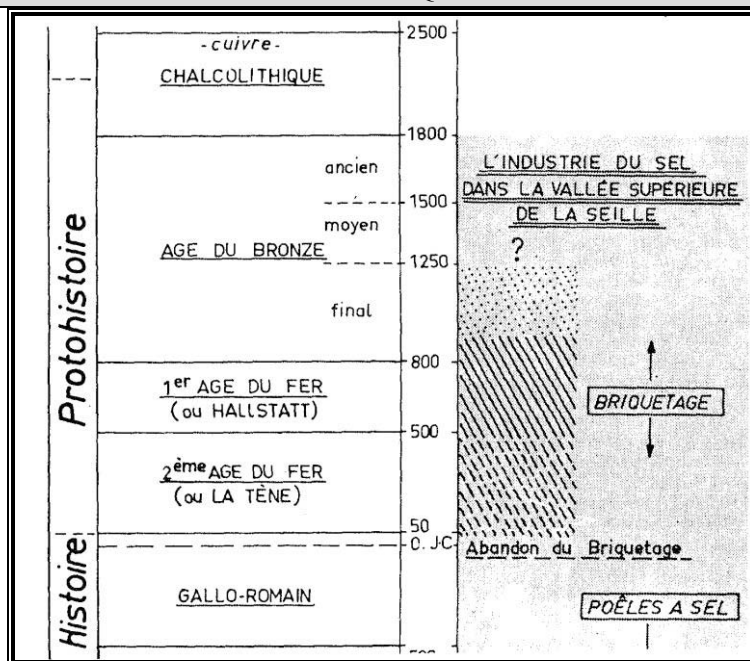 Protohistoire
Histoire
-cuivre-
CHALCOLITHIQUE
ancien
moyen
AGE DU BRONZE
final
1er AGE DU FER
(ou HALLSTATT)
2ème AGE DU FER
(ou LA TÈNE)
GALLO-ROMAIN
2500
1800
1500
1250
800
500
50
0. J-C
L'INDUSTRIE DU SEL
DANS LA VALLÉE SUPÉRIEURE
DE LA SEILLE
?
BRIQUETAGE
Abandon du Briquetage
POÊLES A SEL